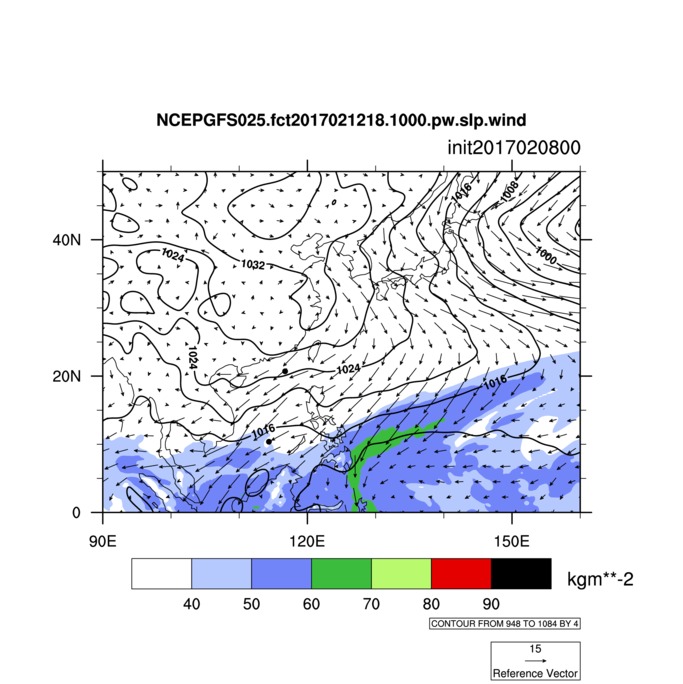 NCEPGFS025.fct2017021218.1000.pw.slp.wind
init2017020800
40N
20N
0
90E 120E 150E
1024
1032
1016
1008
1000
0
1024
1024
1016
1016
40 50 60 70 80 90
kgm**-2
CONTOUR FROM 948 TO 1084 BY 4
15
Reference Vector